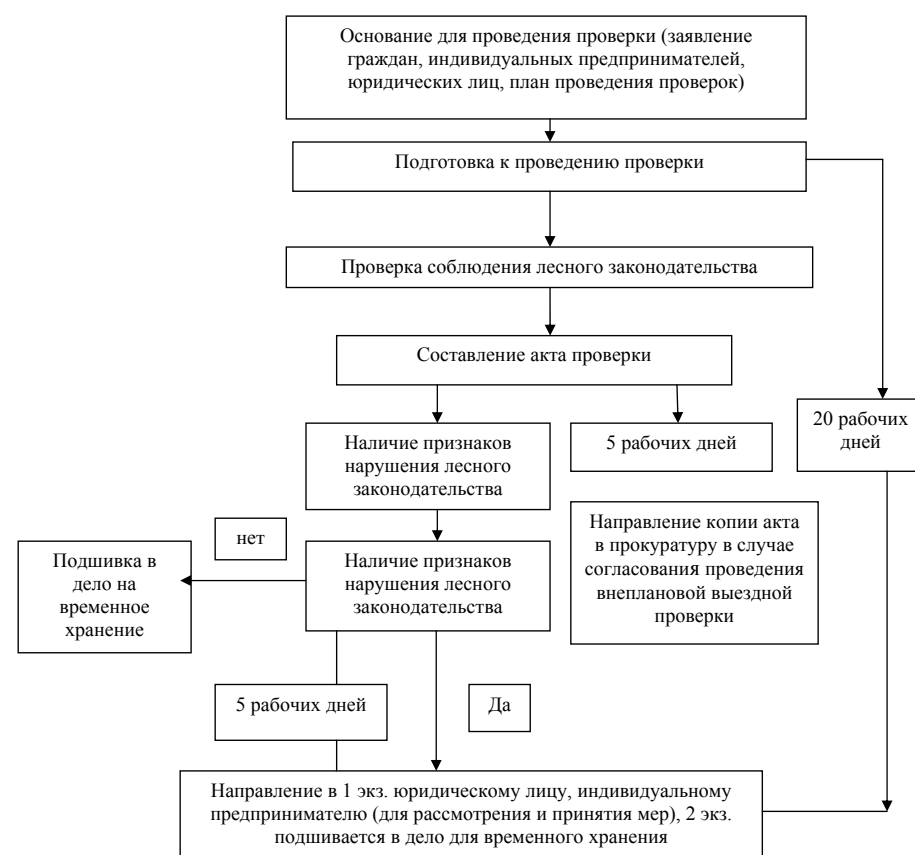 Основание для проведения проверки (заявление
граждан, индивидуальных предпринимателей,
юридических лиц, план проведения проверок)
Подготовка к проведению проверки
Проверка соблюдения лесного законодательства
Составление акта проверки
20 рабочих
дней
Наличие признаков
нарушения лесного
законодательства
5 рабочих дней
Направление копии акта
в прокуратуру в случае
согласования проведения
внеплановой выездной
проверки
нет
Подшивка в
дело на
временное
хранение
Наличие признаков
нарушения лесного
законодательства
5 рабочих дней
Да
Направление в 1 экз. юридическому лицу, индивидуальному
предпринимателю (для рассмотрения и принятия мер), 2 экз.
подшивается в дело для временного хранения